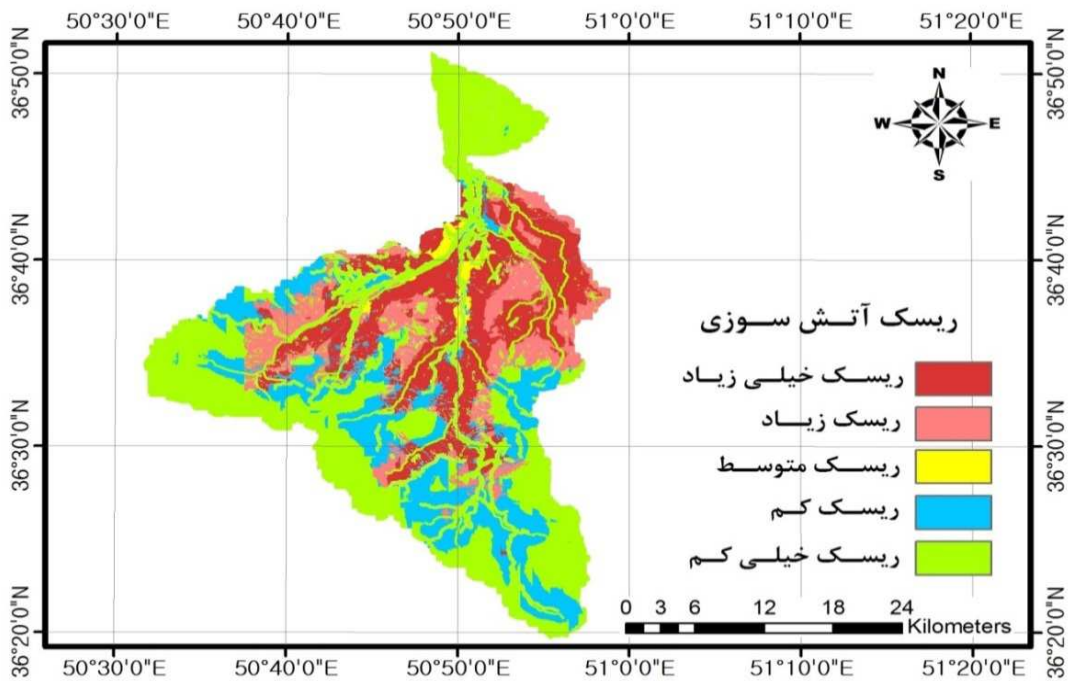 50°30'0"E 50°40'0"E 50°50'0"E 51°0'0"E 51°10'0"E 51°20'0"E
36°50'0"N 36°50'0"N
N
W E
S
36°40'0"N 36°40'0"N
ریسک آتش سوزی
ریسک خیلی زیاد
ریسک زیاد
36°30'0"N 36°30'0"N
ریسک متوسط
ریسک کم
ریسک خیلی کم
0 3 6 12 18 24
Kilometers
36°20'0"N 36°20'0"N
50°30'0"E 50°40'0"E 50°50'0"E 51°0'0"E 51°10'0"E 51°20'0"E